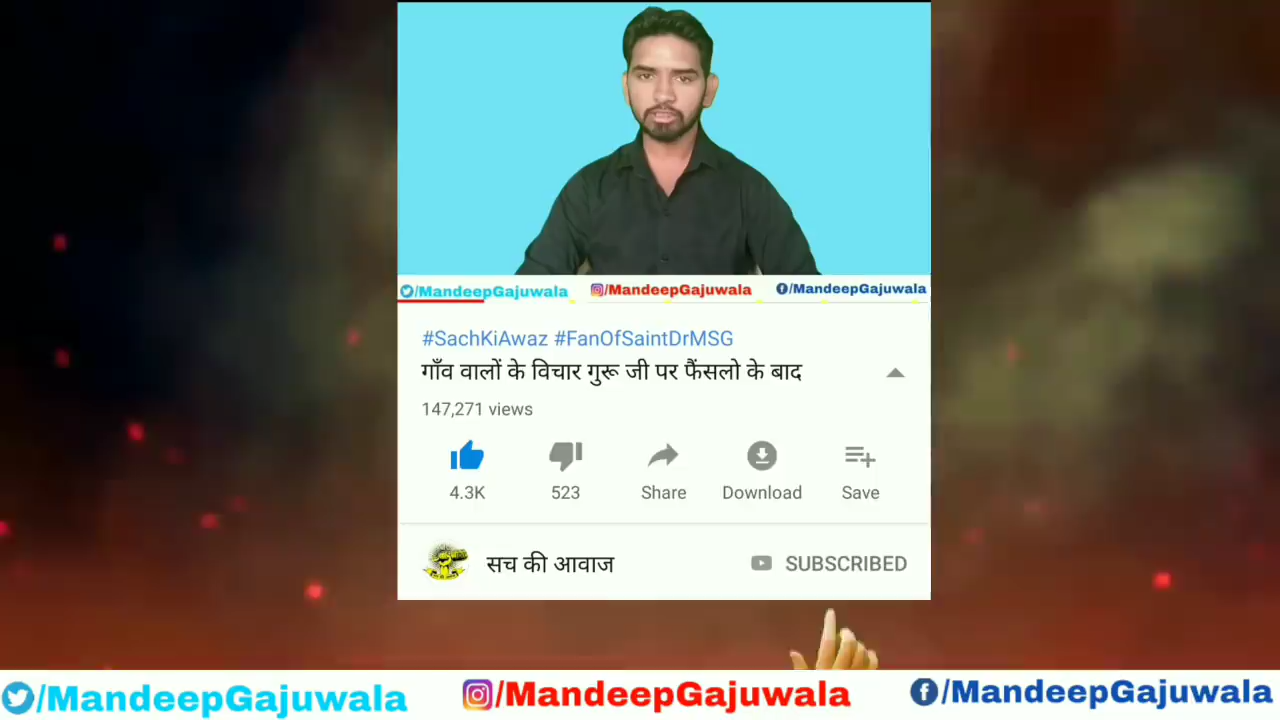 /MandeepGajuwala /MandeepGajuwala /MandeepGajuwala
#SachKiAwaz #FanOfSaintDrMSG
गाँव वालों के विचार गुरू जी पर फैंसलो के बाद
147,271 views
4.3K 523 Share Download Save
सच की आवाज SUBSCRIBED
/MandeepGajuwala /MandeepGajuwala /MandeepGajuwala